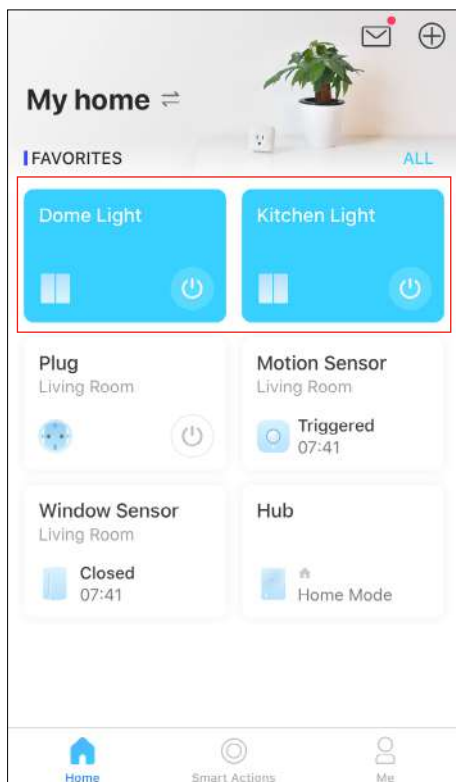 My home
FAVORITES
ALL
Dome Light
Kitchen Light
Plug
Living Room
Motion Sensor
Living Room
Triggered
07:41
Window Sensor
Living Room
Closed
07:41
Hub
Home Mode
Home
Smart Actions
Me